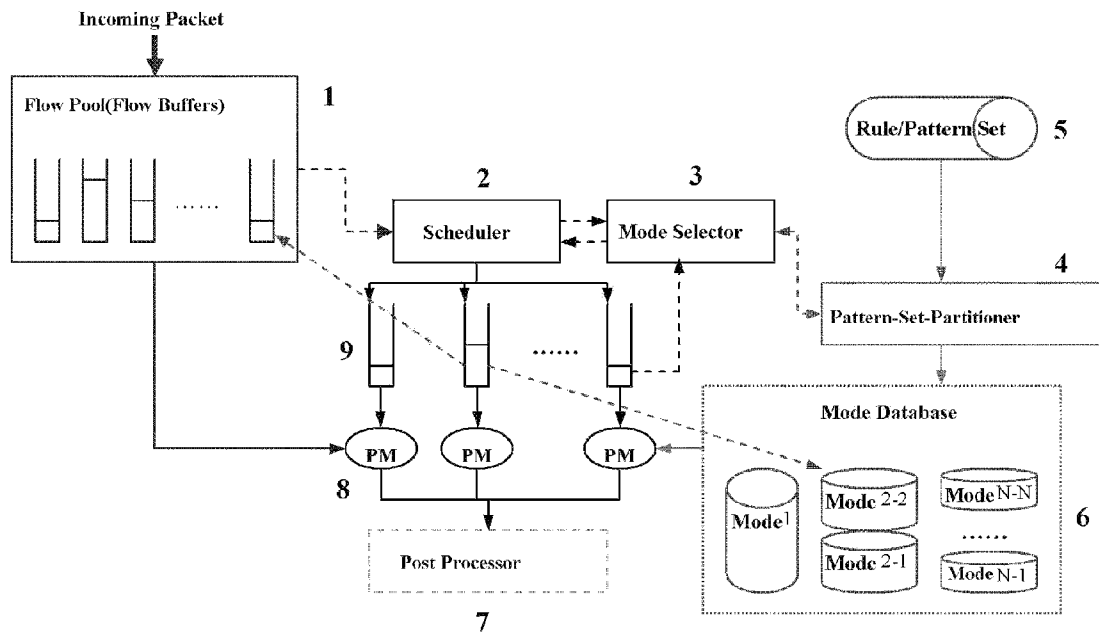 Incoming Packet
Flow Pool(Flow Buffers)
1
......
2
Scheduler
3
Mode Selector
Rule/Pattern Set
5
4
Pattern-Set-Partitioner
9
......
PM
PM
PM
8
Post Processor
7
Mode Database
6
Mode 1
Mode 2-2
Mode 2-1
Mode N-N
......
Mode N-1